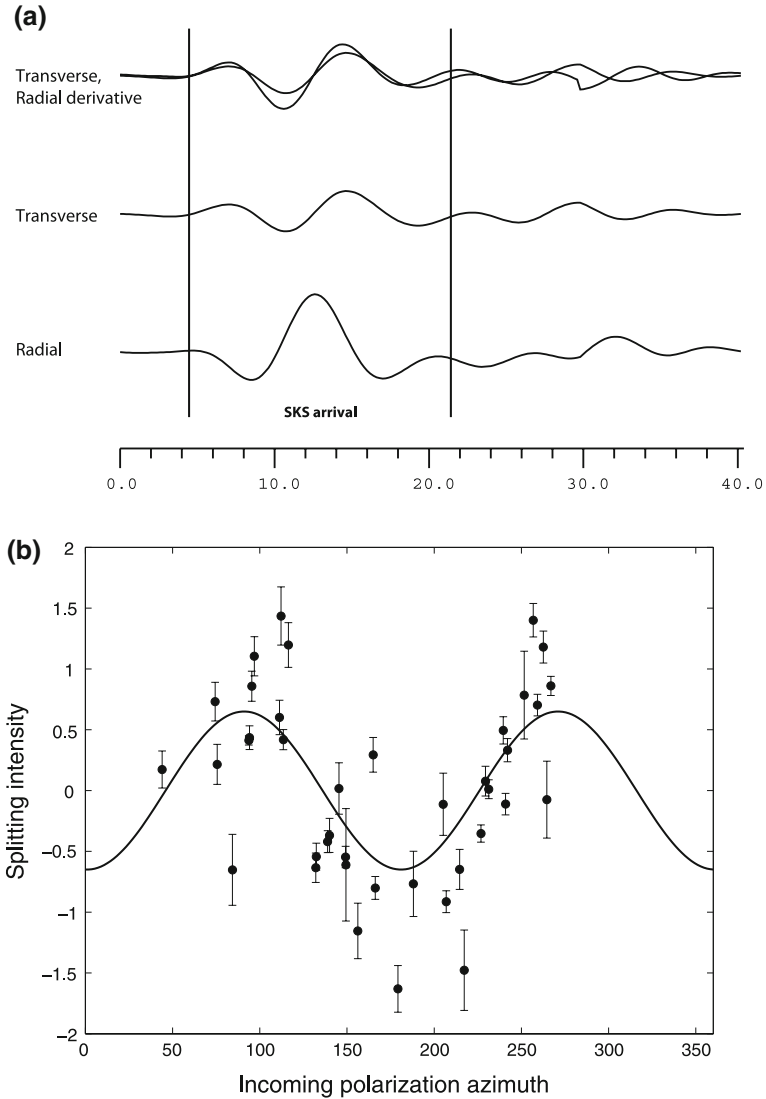 (a)
Transverse,
Radial derivative
Transverse
Radial
SKS arrival
0.0 10.0 20.0 30.0 40.0
(b)
2
1.5
1
0.5
0
−0.5
−1
−1.5
−2
Splitting intensity
0 50 100 150 200 250 300 350
Incoming polarization azimuth